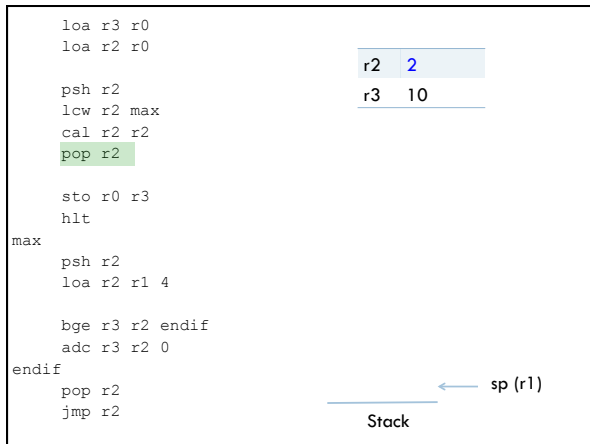 loa r3 r0
loa r2 r0
psh r2
lcw r2 max
cal r2 r2
pop r2
sto r0 r3
hlt
max
psh r2
loa r2 r1 4
bge r3 r2 endif
adc r3 r2 0
endif
pop r2
jmp r2
r2 2
r3 10
sp (r1)
Stack